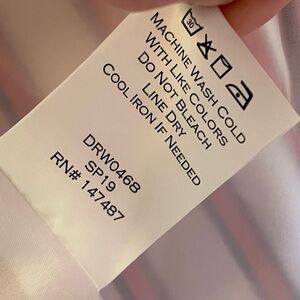 30
MACHINE WASH COLD
WITH LIKE COLORS
DO NOT BLEACH
LINE DRY
COOL IRON IF NEEDED
DRW0468
SP19
RN# 147487